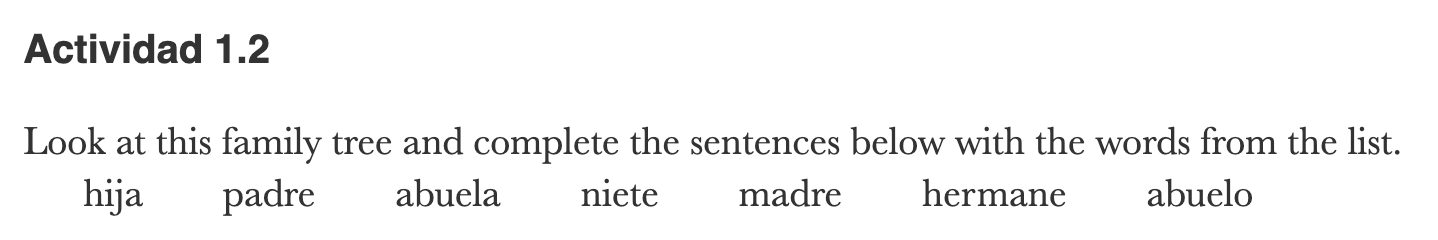 Actividad 1.2
Look at this family tree and complete the sentences below with the words from the list.
hija padre abuela niete madre hermane abuelo